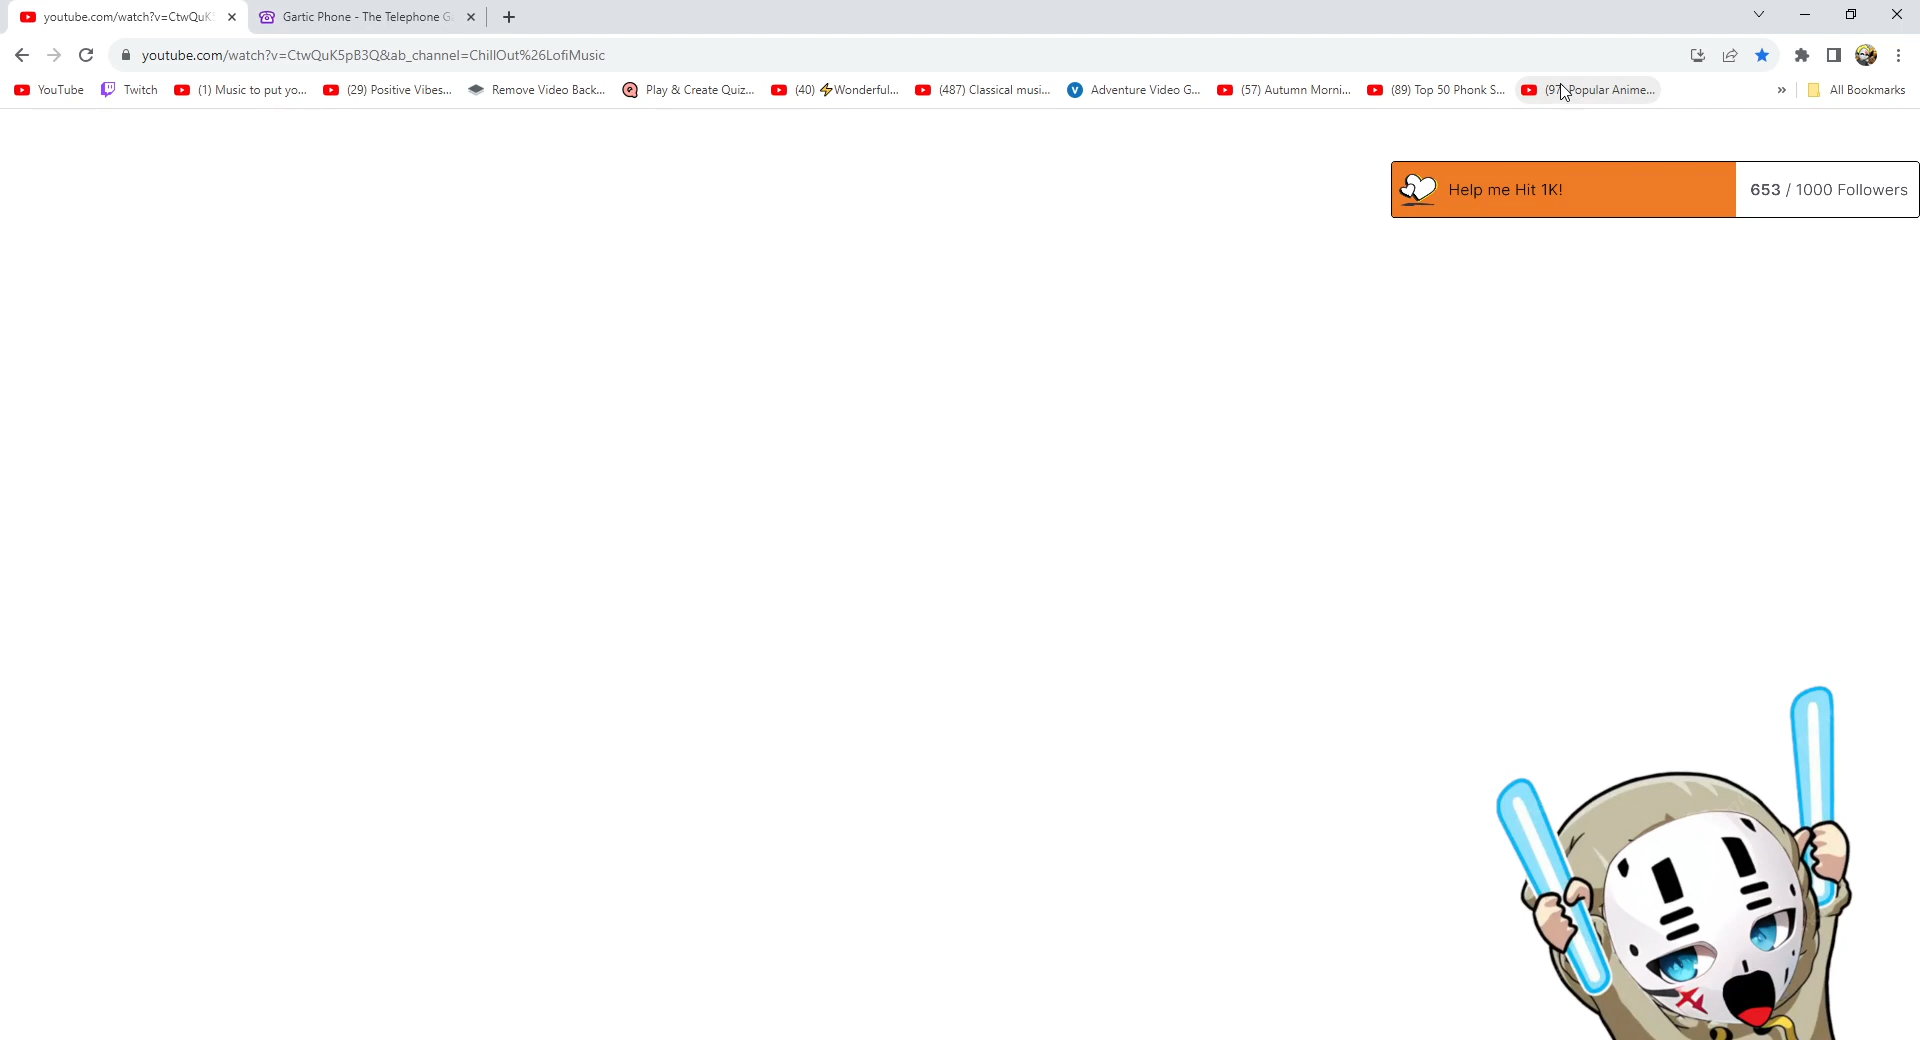 youtube.com/watch?v=CtwQuK5
Gartic Phone - The Telephone G
youtube.com/watch?v=CtwQuK5pB3Q&ab_channel=ChillOut%26LofiMusic
YouTube
Twitch
(1) Music to put yo...
(29) Positive Vibes...
Remove Video Back...
Play & Create Quiz...
(40) ⚡Wonderful...
(487) Classical musi...
Adventure Video G...
(57) Autumn Morni...
(89) Top 50 Phonk S...
(97) Popular Anime...
»
All Bookmarks
Help me Hit 1K!
653 / 1000 Followers